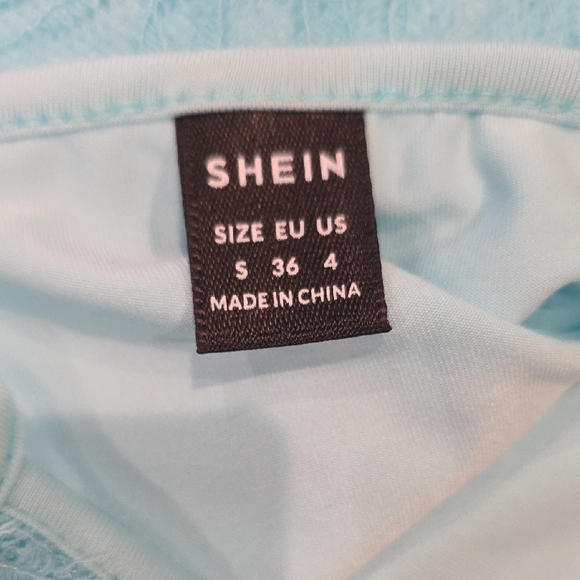 SHEIN
SIZE EU US
S 36 4
MADE IN CHINA